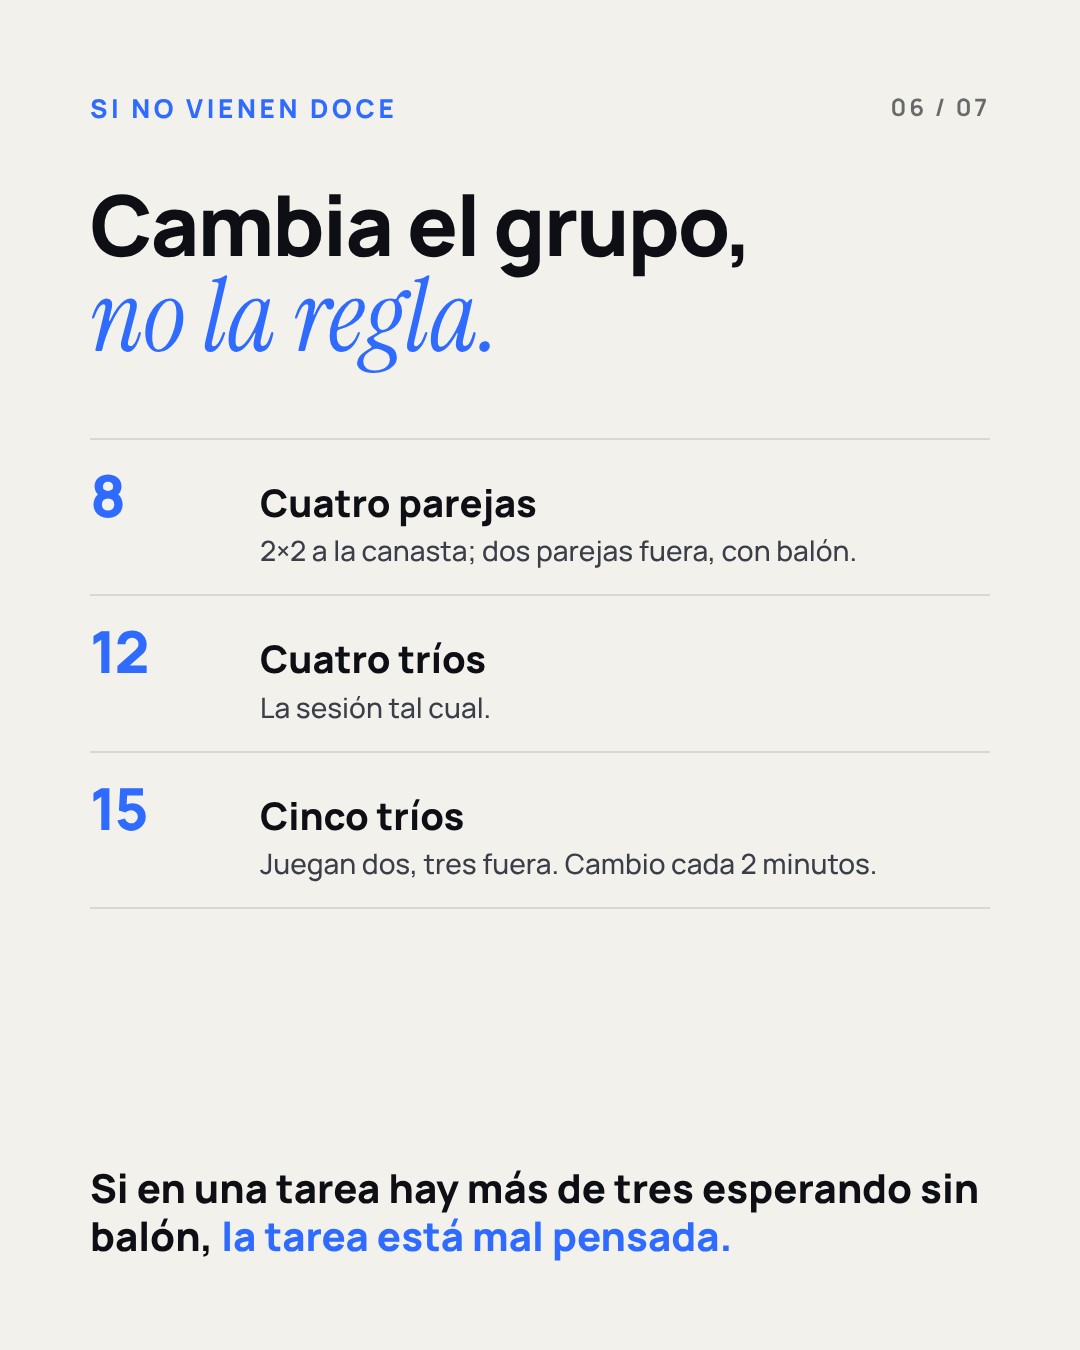 SI NO VIENEN DOCE
06 / 07
Cambia el grupo,
no la regla.
8
Cuatro parejas
2×2 a la canasta; dos parejas fuera, con balón.
12
Cuatro tríos
La sesión tal cual.
15
Cinco tríos
Juegan dos, tres fuera. Cambio cada 2 minutos.
Si en una tarea hay más de tres esperando sin
balón, la tarea está mal pensada.